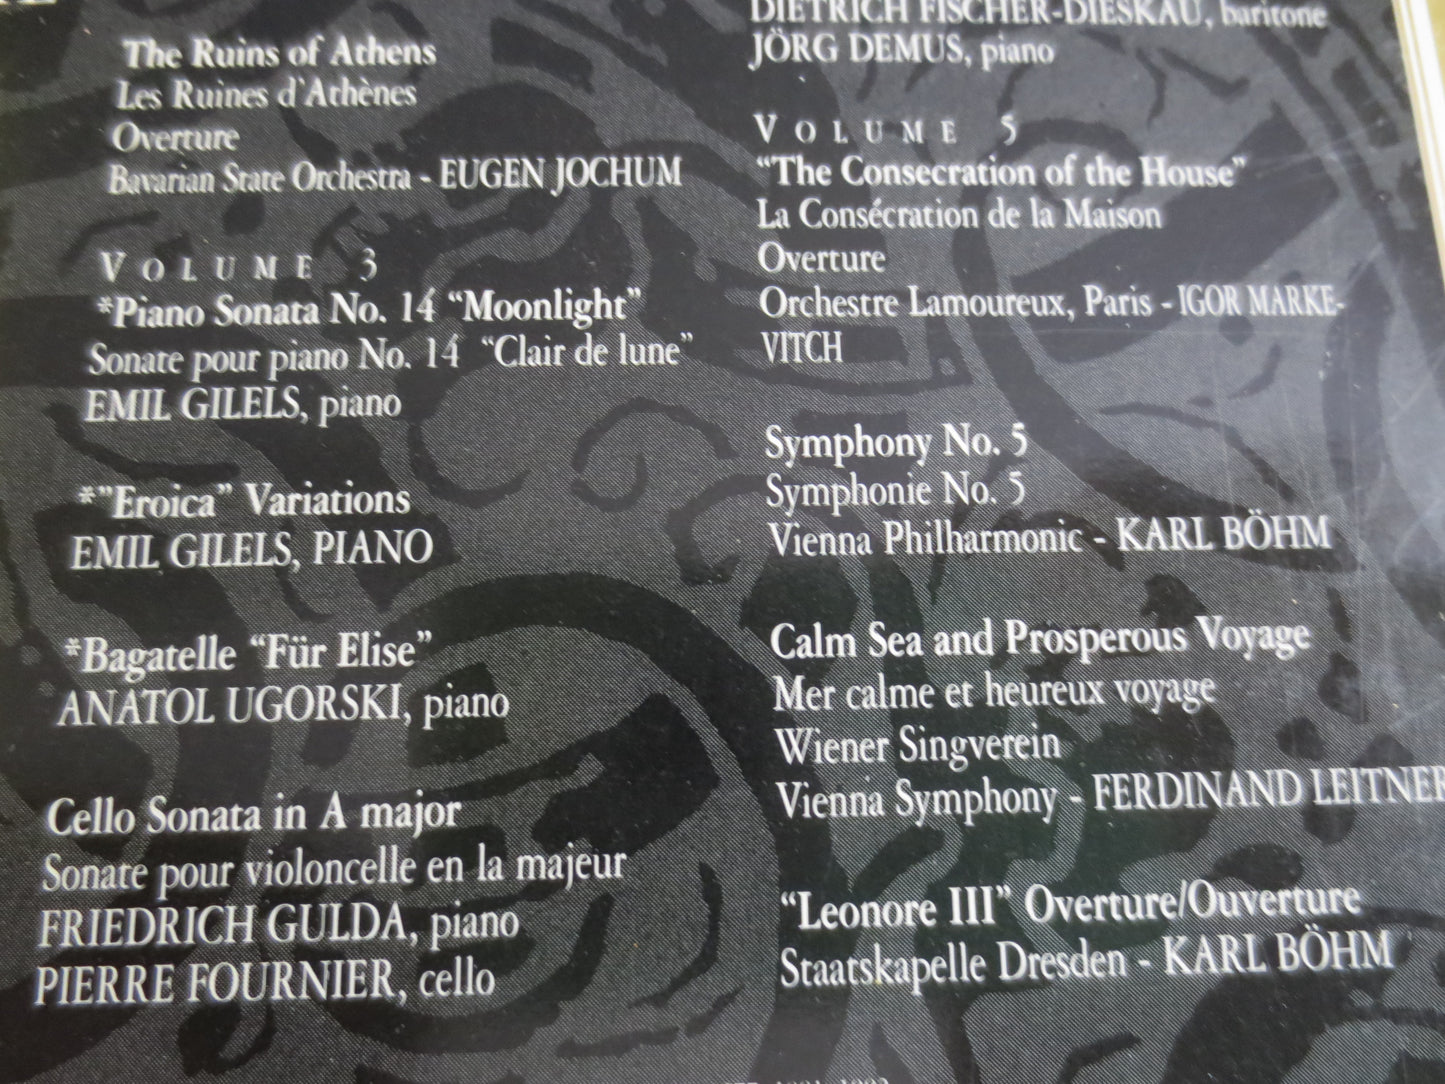 The Ruins of Athens
Les Ruines d'Athènes
Overture
Bavarian State Orchestra - EUGEN JOCHUM
VOLUME 3
*Piano Sonata No. 14 “Moonlight”
Sonate pour piano No. 14 “Clair de lune”
EMIL GILELS, piano
*”Eroica” Variations
EMIL GILELS, PIANO
*Bagatelle “Für Elise”
ANATOL UGORSKI, piano
Cello Sonata in A major
Sonate pour violoncelle en la majeur
FRIEDRICH GULDA, piano
PIERRE FOURNIER, cello
DIETRICH FISCHER-DIESKAU, baritone
JÖRG DEMUS, piano
VOLUME 5
“The Consecration of the House”
La Consécration de la Maison
Overture
Orchestre Lamoureux, Paris - IGOR MARKE-
VITCH
Symphony No. 5
Symphonie No. 5
Vienna Philharmonic - KARL BÖHM
Calm Sea and Prosperous Voyage
Mer calme et heureux voyage
Wiener Singverein
Vienna Symphony - FERDINAND LEITNER
“Leonore III” Overture/Ouverture
Staatskapelle Dresden - KARL BÖHM